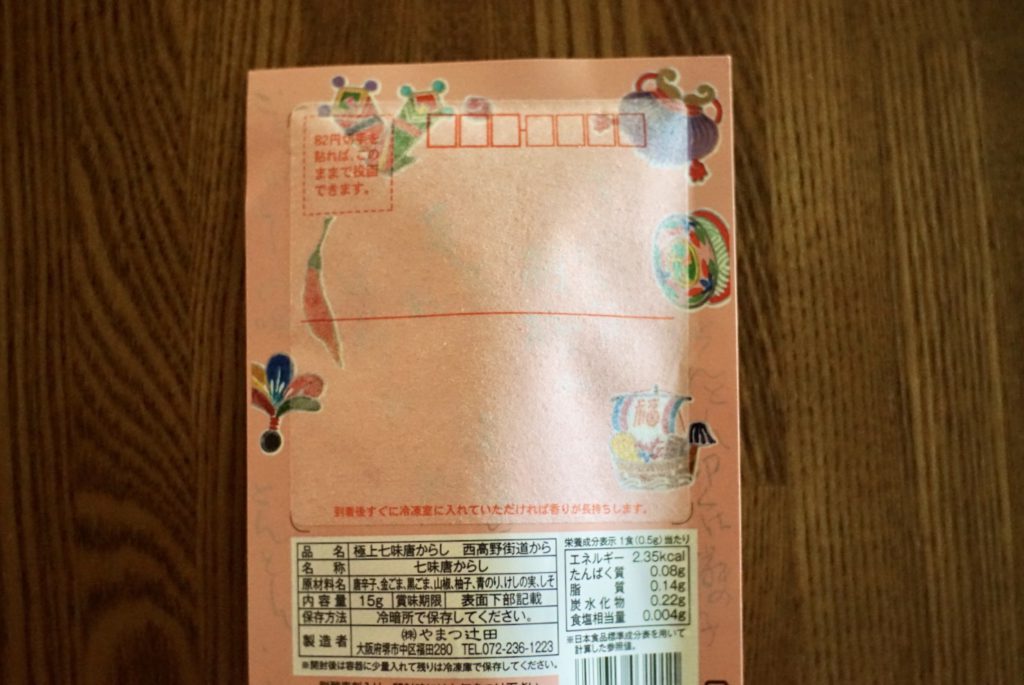 82円切手を
貼れば、この
ままで投函
できます。
福
到着後すぐに冷凍室に入れていただければ香りが長持ちします。
品 名 極上七味唐からし 西高野街道から
名 称 七味唐からし
原材料名 唐辛子、金ごま、黒ごま、山椒、柚子、青のり、けしの実、しそ
内容量 15g 賞味期限 表面下部記載
保存方法 冷暗所で保存してください。
製造者 ㈱やまつ辻田
大阪府堺市中区福田280 TEL.072-236-1223
※開封後は容器に少量入れて残りは冷凍庫で保存してください。
栄養成分表示 1食(0.5g)当たり
エネルギー 2.35kcal
たんぱく質 0.08g
脂質 0.14g
炭水化物 0.22g
食塩相当量 0.004g
※日本食品標準成分表を用いて
計算した参照値。